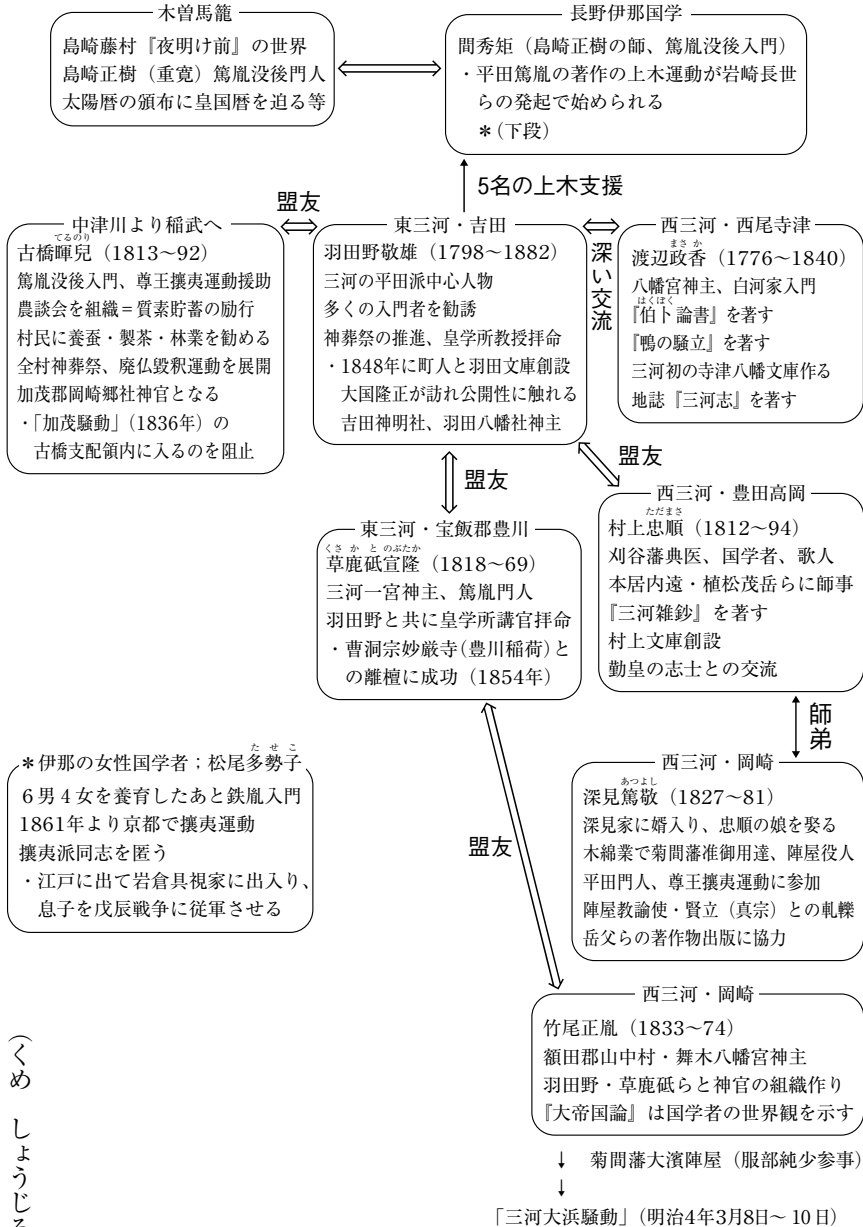 木曽馬籠
島崎藤村『夜明け前』の世界
島崎正樹（重寛）篤胤没後門人
太陽暦の頒布に皇国暦を迫る等
長野伊那国学
間秀矩（島崎正樹の師、篤胤没後入門）
・平田篤胤の著作の上木運動が岩崎長世
らの発起で始められる
＊（下段）
5名の上木支援
中津川より稲武へ
てるのり
古橋暉兒（1813〜92）
篤胤没後入門、尊王攘夷運動援助
農談会を組織＝質素貯蓄の励行
村民に養蚕・製茶・林業を勧める
全村神葬祭、廃仏毀釈運動を展開
加茂郡岡崎郷社神官となる
・「加茂騒動」（1836年）の
古橋支配領内に入るのを阻止
盟友
東三河・吉田
羽田野敬雄（1798〜1882）
三河の平田派中心人物
多くの入門者を勧誘
神葬祭の推進、皇学所教授拝命
・1848年に町人と羽田文庫創設
大国隆正が訪れ公開性に触れる
吉田神明社、羽田八幡社神主
深い交流
西三河・西尾寺津
まさか
渡辺政香（1776〜1840）
八幡宮神主、白河家入門
はくぼく
『伯卜論書』を著す
『鴨の騒立』を著す
三河初の寺津八幡文庫作る
地誌『三河志』を著す
盟友
盟友
東三河・宝飯郡豊川
くさかとのぶたか
草鹿砥宣隆（1818〜69）
三河一宮神主、篤胤門人
羽田野と共に皇学所講官拝命
・曹洞宗妙厳寺（豊川稲荷）と
の離檀に成功（1854年）
西三河・豊田高岡
ただまさ
村上忠順（1812〜94）
刈谷藩典医、国学者、歌人
本居内遠・植松茂岳らに師事
『三河雑鈔』を著す
村上文庫創設
勤皇の志士との交流
師弟
たせこ
＊伊那の女性国学者；松尾多勢子
6男4女を養育したあと鉄胤入門
1861年より京都で攘夷運動
攘夷派同志を匿う
・江戸に出て岩倉具視家に出入り、
息子を戊辰戦争に従軍させる
盟友
西三河・岡崎
あつよし
深見篤敬（1827〜81）
深見家に婿入り、忠順の娘を娶る
木綿業で菊間藩准御用達、陣屋役人
平田門人、尊王攘夷運動に参加
陣屋教諭使・賢立（真宗）との軋轢
岳父らの著作物出版に協力
西三河・岡崎
竹尾正胤（1833〜74）
額田郡山中村・舞木八幡宮神主
羽田野・草鹿砥らと神官の組織作り
『大帝国論』は国学者の世界観を示す
↓　菊間藩大濱陣屋（服部純少参事）
↓
「三河大浜騒動」（明治4年3月8日〜10日）
（くめ　しょうじろ